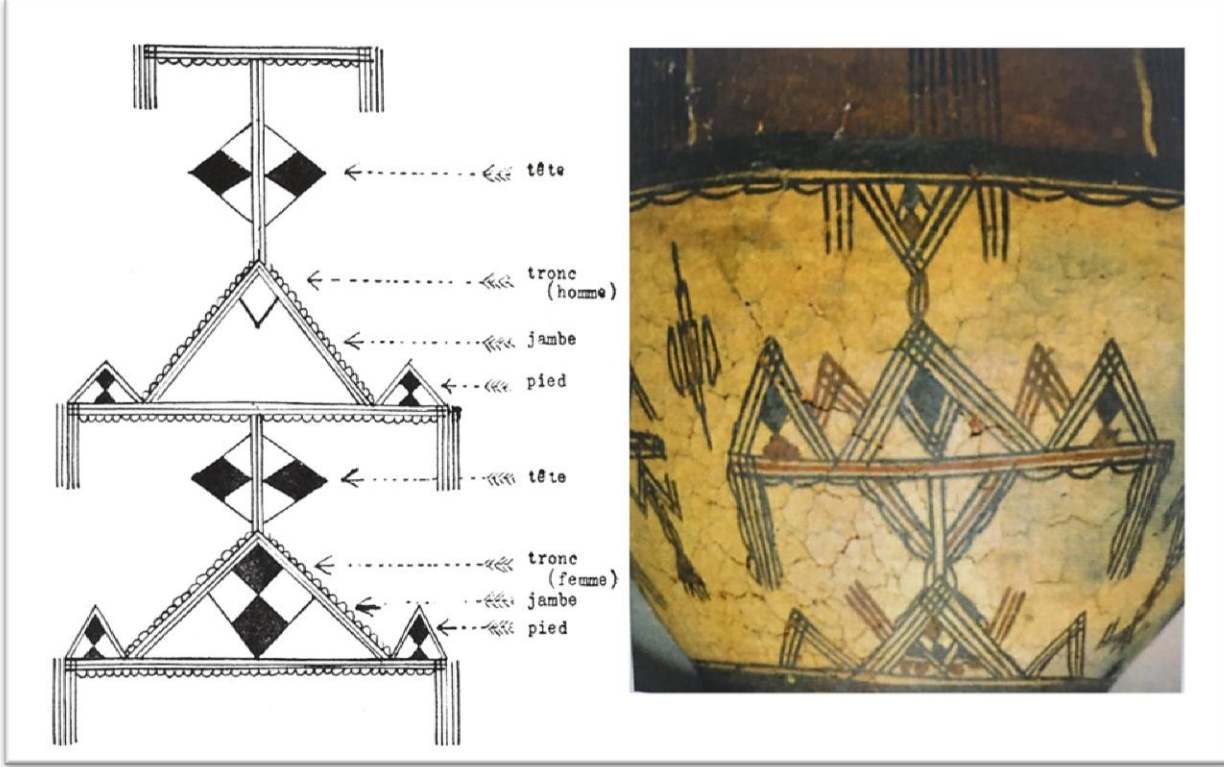 tête
tronc
(homme)
jambe
pied
tête
tronc
(femme)
jambe
pied